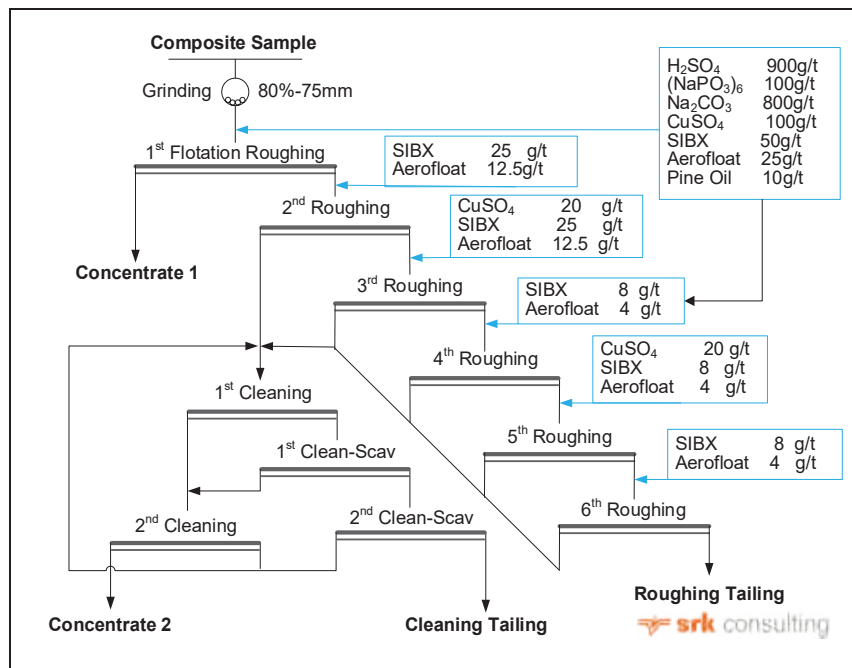 Composite Sample
Grinding 80%-75mm
H₂SO₄ 900g/t
(NaPO₃)₆ 100g/t
Na₂CO₃ 800g/t
CuSO₄ 100g/t
SIBX 50g/t
Aerofloat 25g/t
Pine Oil 10g/t
1st Flotation Roughing
SIBX 25 g/t
Aerofloat 12.5g/t
2nd Roughing
CuSO₄ 20 g/t
SIBX 25 g/t
Aerofloat 12.5 g/t
Concentrate 1
3rd Roughing
SIBX 8 g/t
Aerofloat 4 g/t
4th Roughing
CuSO₄ 20 g/t
SIBX 8 g/t
Aerofloat 4 g/t
1st Cleaning
5th Roughing
SIBX 8 g/t
Aerofloat 4 g/t
1st Clean-Scav
6th Roughing
2nd Cleaning
2nd Clean-Scav
Roughing Tailing
Concentrate 2
Cleaning Tailing
srk consulting